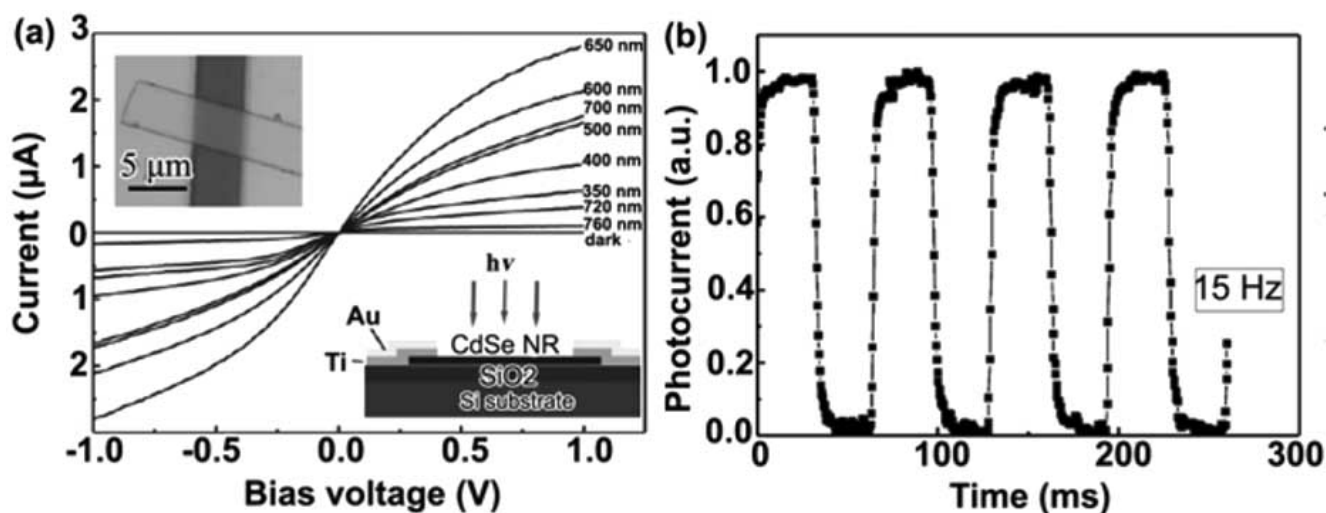 (a)
3
2
1
0
1
2
Current (µA)
-1.0
-0.5
0.0
0.5
1.0
Bias voltage (V)
5 µm
650 nm
600 nm
700 nm
500 nm
400 nm
350 nm
720 nm
760 nm
dark
hν
Au
Ti
CdSe NR
SiO2
Si substrate
(b)
1.0
0.8
0.6
0.4
0.2
0.0
Photocurrent (a.u.)
15 Hz
0
100
200
300
Time (ms)